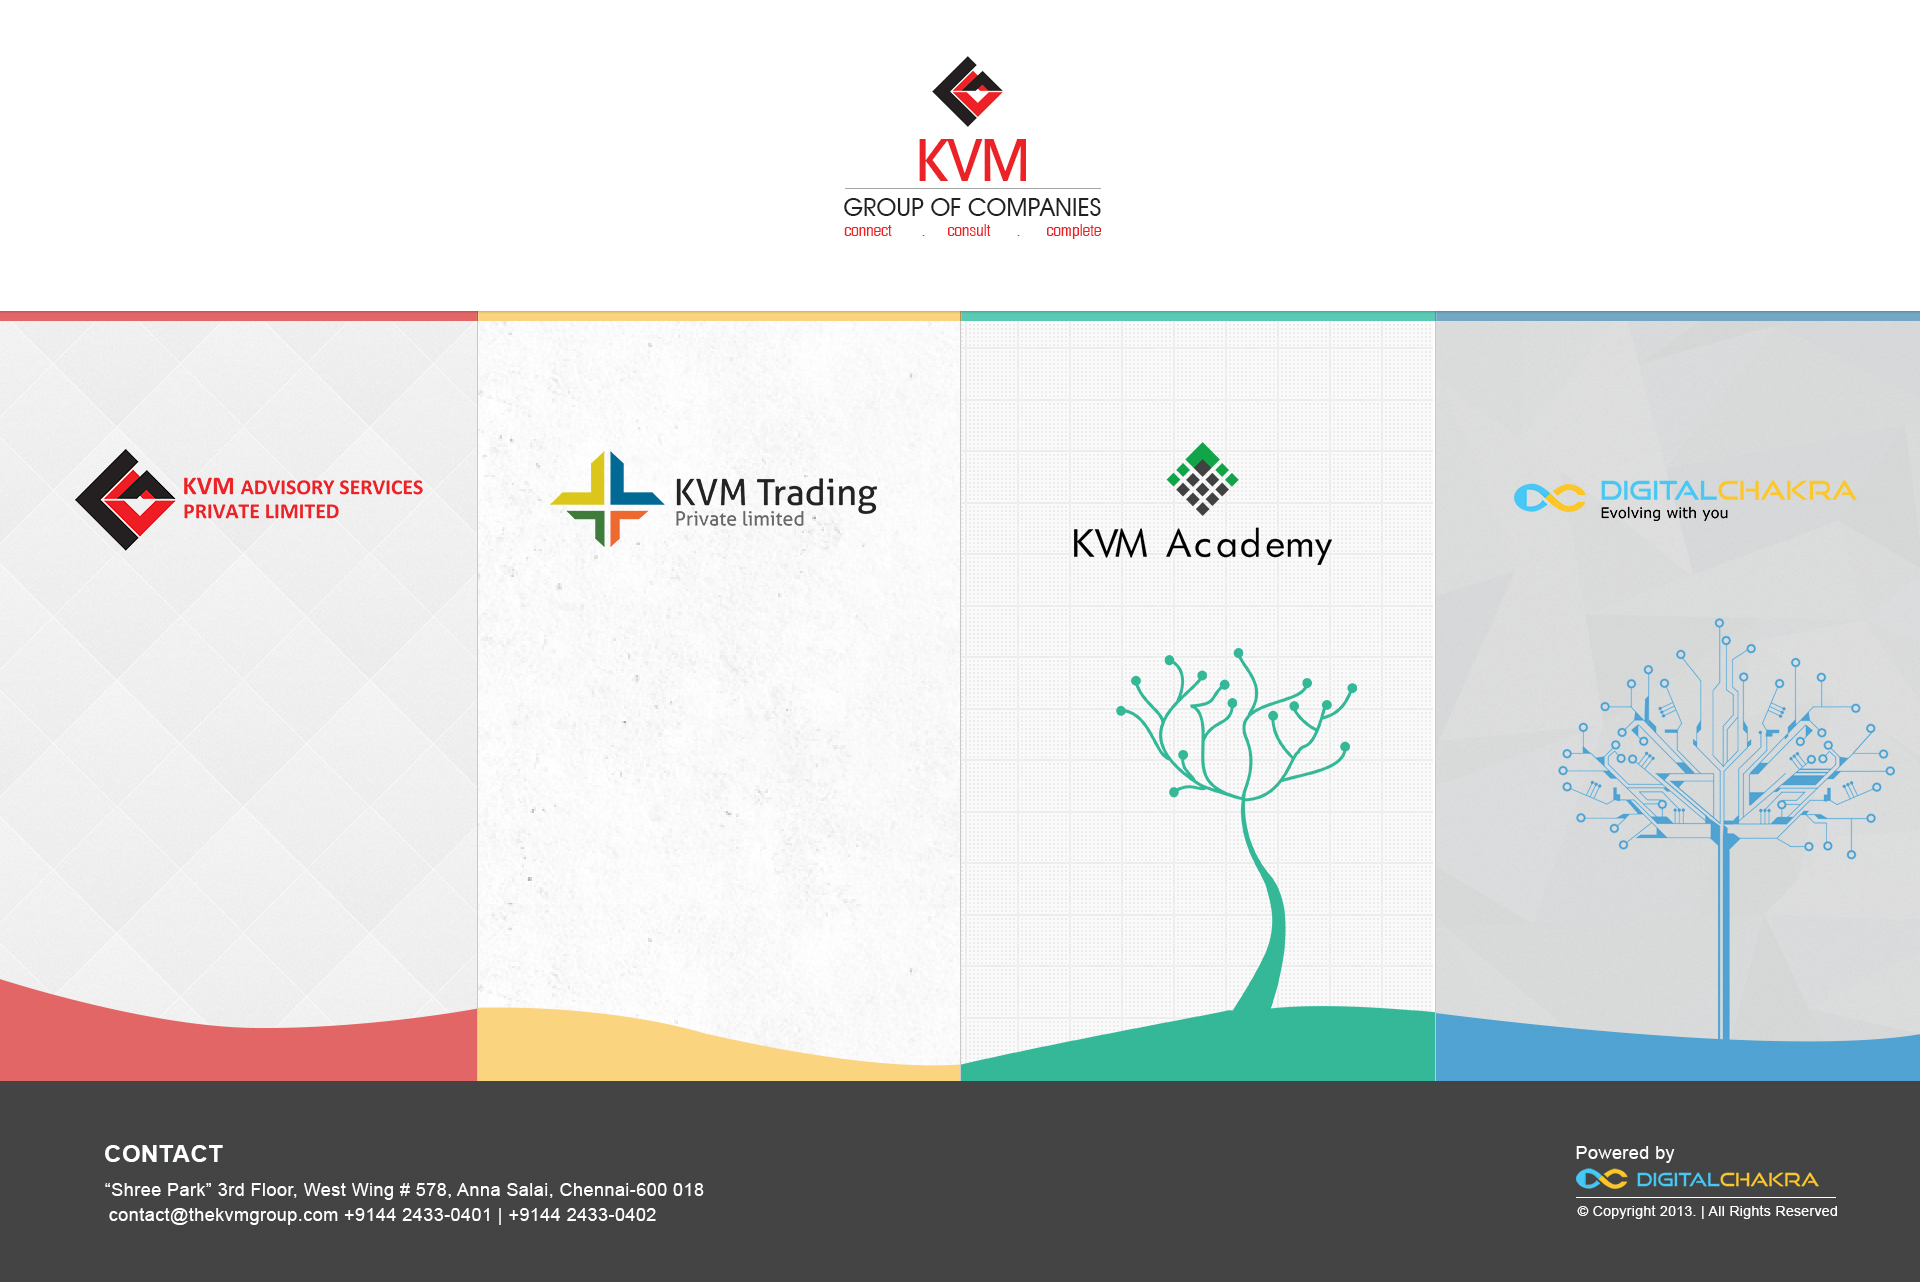 KVM
GROUP OF COMPANIES
connect . consult . complete
KVM ADVISORY SERVICES
PRIVATE LIMITED
KVM Trading
Private limited
KVM Academy
DIGITALCHAKRA
Evolving with you
CONTACT
“Shree Park” 3rd Floor, West Wing # 578, Anna Salai, Chennai-600 018
contact@thekvmgroup.com +9144 2433-0401 | +9144 2433-0402
Powered by
DIGITALCHAKRA
© Copyright 2013. | All Rights Reserved